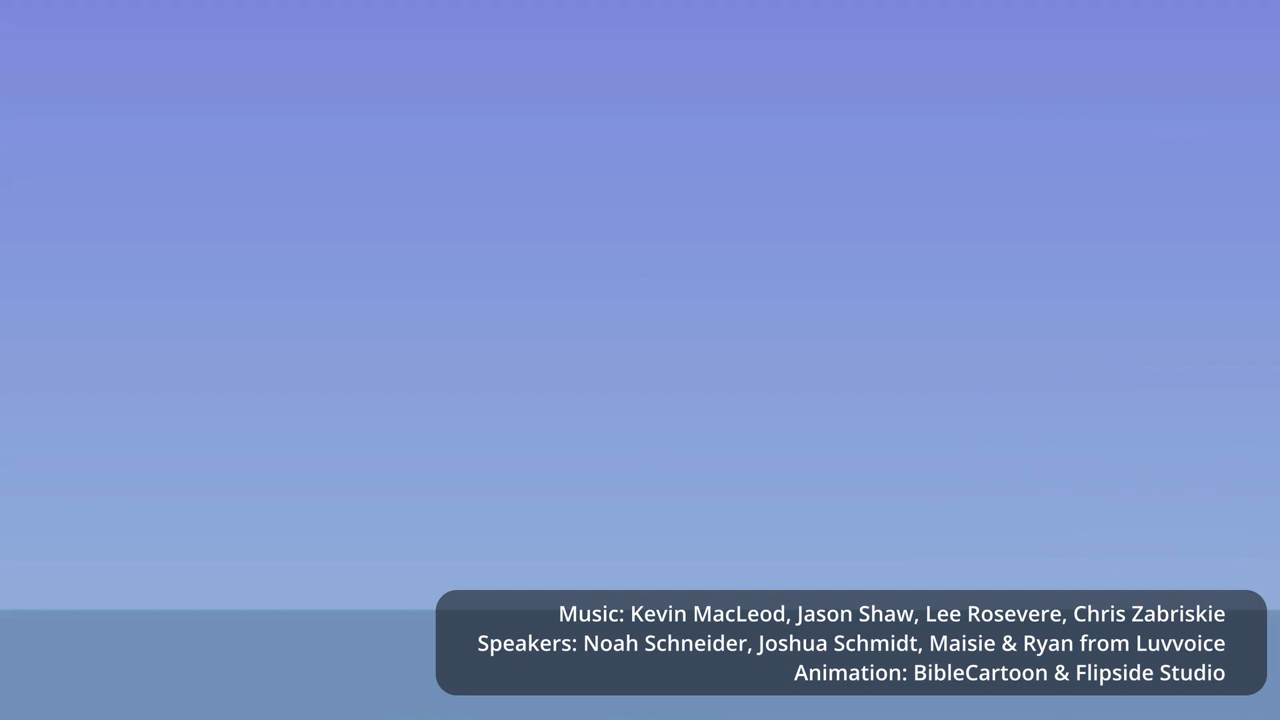 Music: Kevin MacLeod, Jason Shaw, Lee Rosevere, Chris Zabriskie
Speakers: Noah Schneider, Joshua Schmidt, Maisie & Ryan from Luvvoice
Animation: BibleCartoon & Flipside Studio